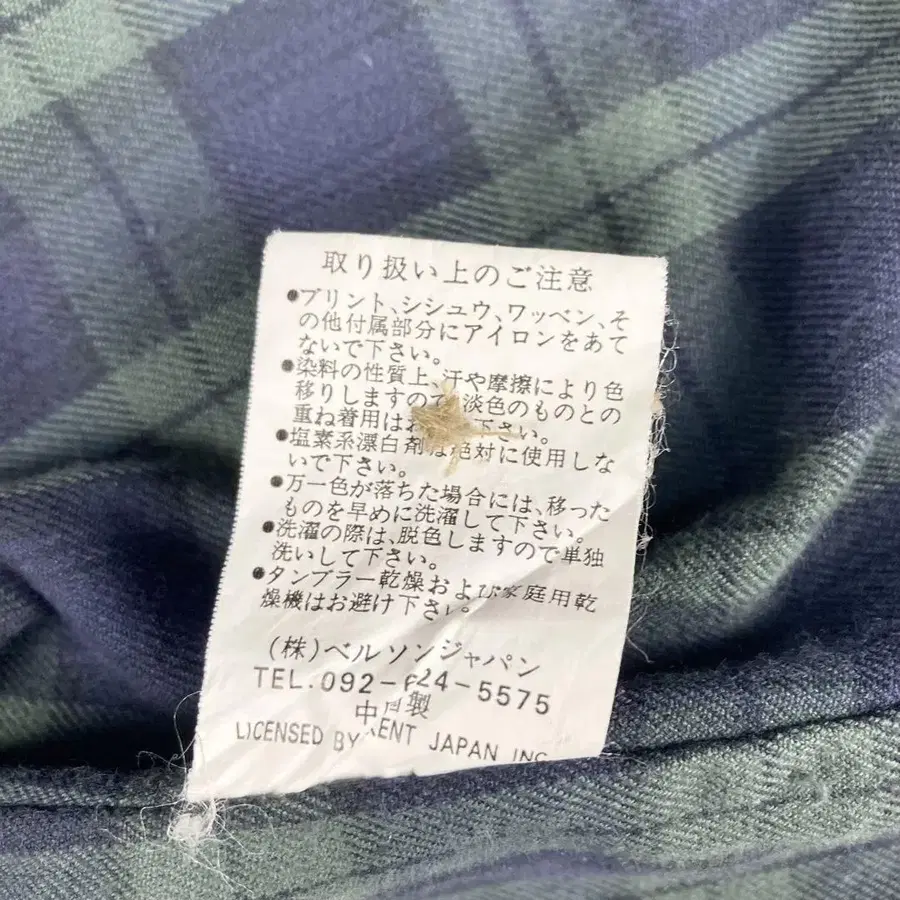 取り扱い上のご注意
●プリント、シシュウ、ワッペン、そ
の他付属部分にアイロンをあて
ないで下さい。
●染料の性質上、汗や摩擦により色
移りしますので、淡色のものとの
重ね着用はお 下さい。
●塩素系漂白剤は絶対に使用しな
いで下さい。
●万一色が落ちた場合には、移った
ものを早めに洗濯して下さい。
●洗濯の際は、脱色しますので単独
洗いして下さい。
●タンブラー乾燥および家庭用乾
燥機はお避け下さい。
(株)ベルソンジャパン
TEL.092- 24-5575
中 製
LICENSED BY ENT JAPAN INC